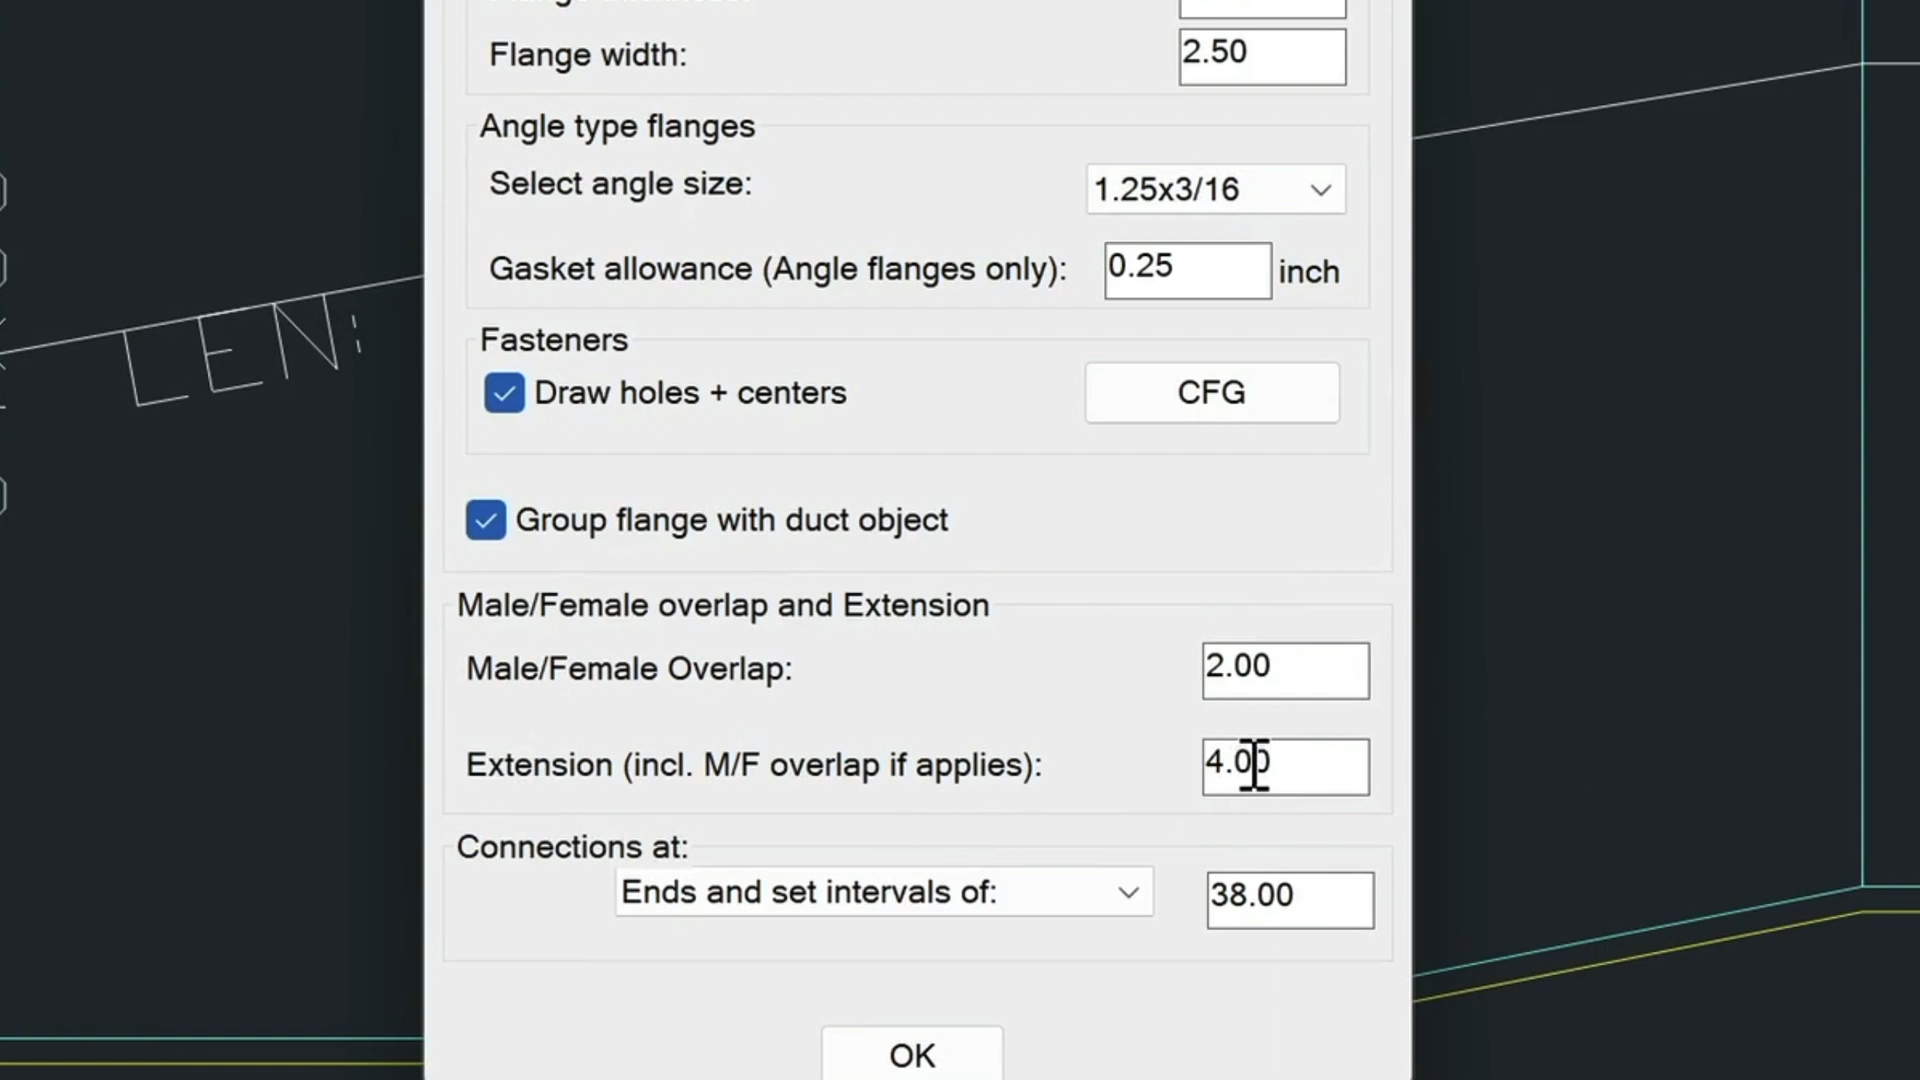 Flange width:
2.50
Angle type flanges
Select angle size:
1.25x3/16
Gasket allowance (Angle flanges only):
0.25
inch
Fasteners
Draw holes + centers
CFG
Group flange with duct object
Male/Female overlap and Extension
Male/Female Overlap:
2.00
Extension (incl. M/F overlap if applies):
4.00
Connections at:
Ends and set intervals of:
38.00
OK
LEN: